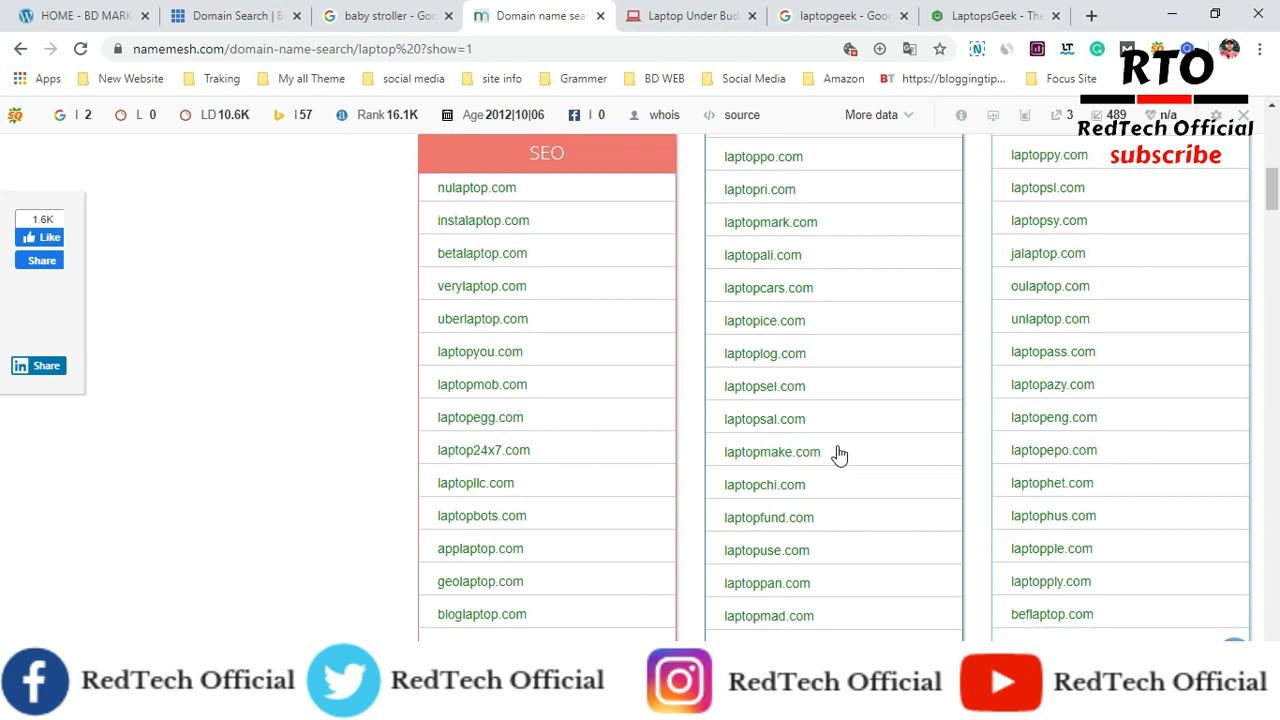 HOME - BD MARK
Domain Search | B
baby stroller - Goo
Domain name sea
Laptop Under Bud
laptopgeek - Goog
LaptopsGeek - The
namemesh.com/domain-name-search/laptop%20?show=1
Apps
New Website
Traking
My all Theme
social media
Seo info
Grammer
BD WEB
Social Media
Amazon
BT https://bloggingtip...
Focus Site
RTO
RedTech Official
subscribe
I 2
L 0
LD 10.6K
I 57
Rank 16.1K
Age 2012|10|06
I 0
whois
source
More data
3
489
n/a
1.6K
Like
Share
in Share
SEO
nulaptop.com
instalaptop.com
betalaptop.com
verylaptop.com
uberlaptop.com
laptopyou.com
laptopmob.com
laptopegg.com
laptop24x7.com
laptopllc.com
laptopbots.com
applaptop.com
geolaptop.com
bloglaptop.com
laptoppo.com
laptopri.com
laptopmark.com
laptopali.com
laptopcars.com
laptopice.com
laptoplog.com
laptopsel.com
laptopsal.com
laptopmake.com
laptopchi.com
laptopfund.com
laptopuse.com
laptoppan.com
laptopmad.com
laptoppy.com
laptopsl.com
laptopsy.com
jalaptop.com
oulaptop.com
unlaptop.com
laptopass.com
laptopazy.com
laptopeng.com
laptopepo.com
laptophet.com
laptophus.com
laptopple.com
laptopply.com
beflaptop.com
RedTech Official
RedTech Official
RedTech Official
RedTech Official